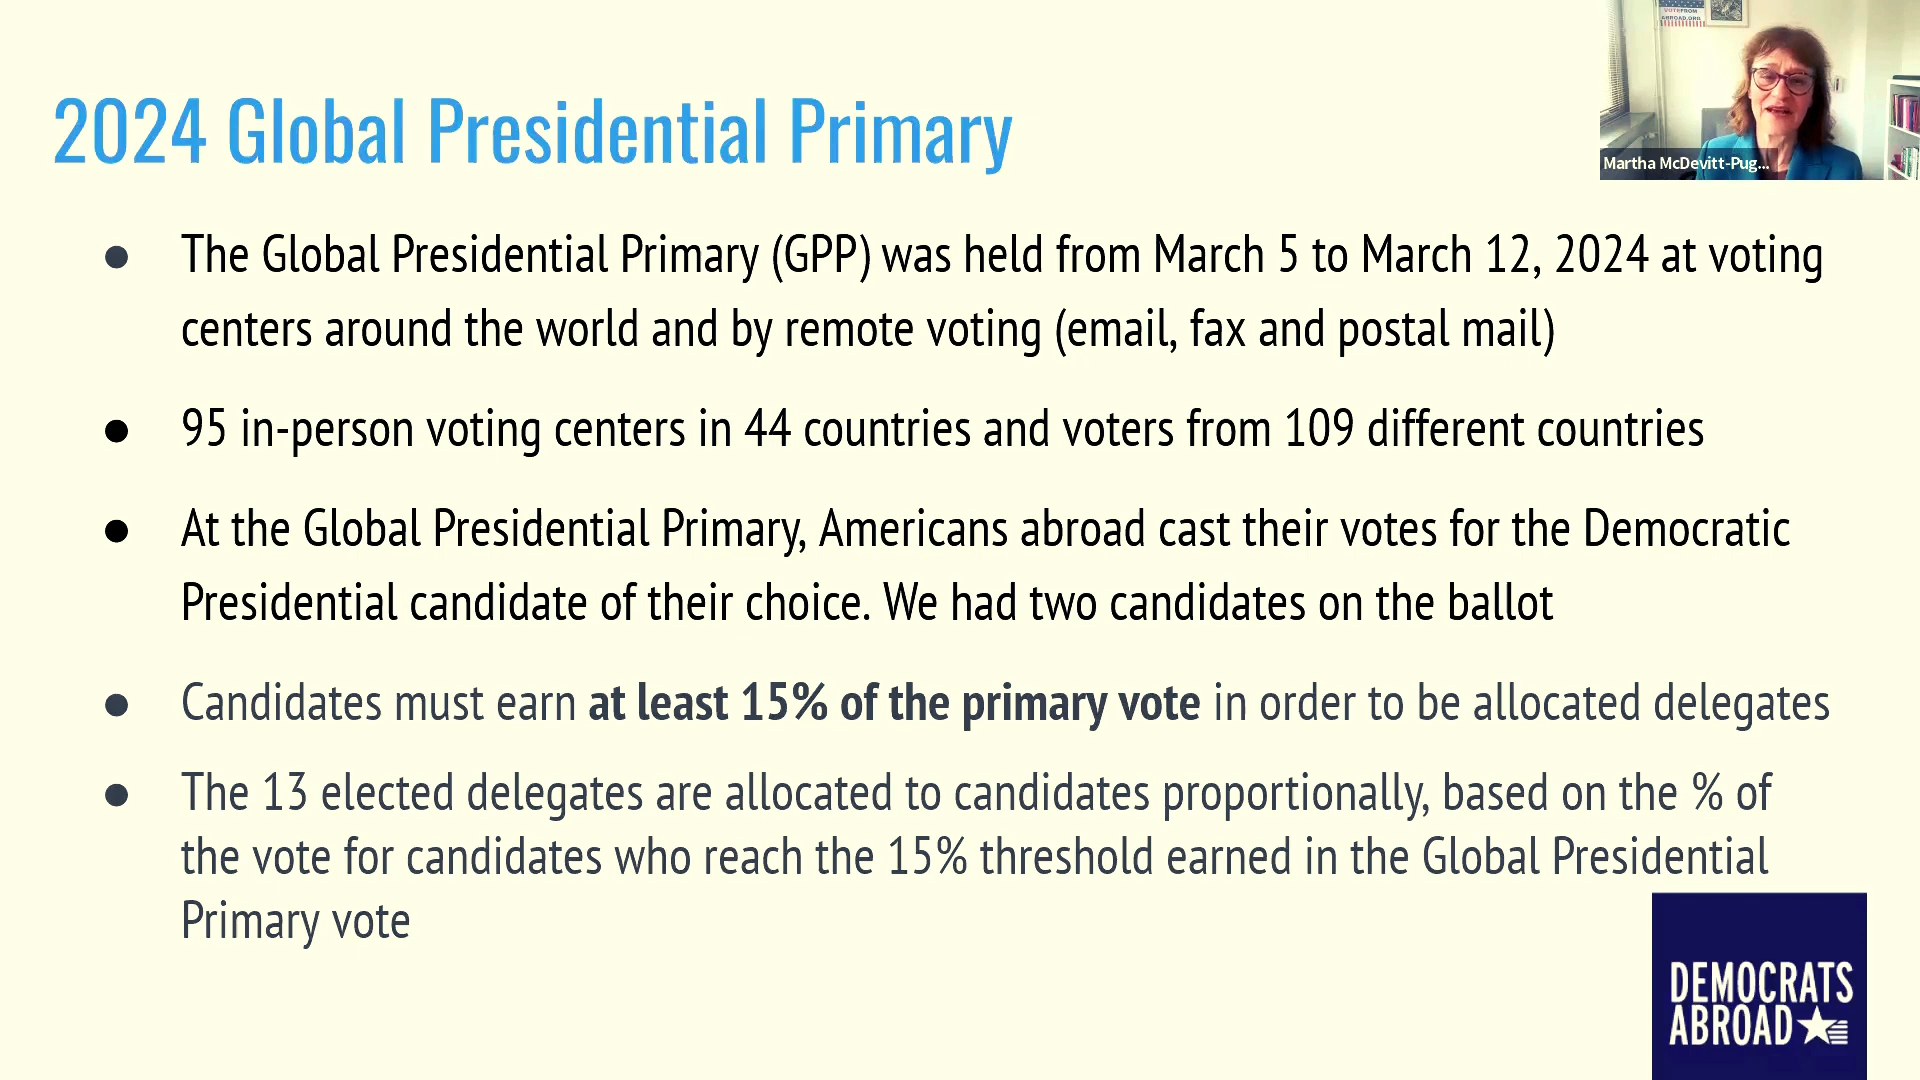 VOTEFROM
ABROAD.ORG
Martha McDevitt-Pug...
2024 Global Presidential Primary
● The Global Presidential Primary (GPP) was held from March 5 to March 12, 2024 at voting
centers around the world and by remote voting (email, fax and postal mail)
● 95 in-person voting centers in 44 countries and voters from 109 different countries
● At the Global Presidential Primary, Americans abroad cast their votes for the Democratic
Presidential candidate of their choice. We had two candidates on the ballot
● Candidates must earn at least 15% of the primary vote in order to be allocated delegates
● The 13 elected delegates are allocated to candidates proportionally, based on the % of
the vote for candidates who reach the 15% threshold earned in the Global Presidential
Primary vote
DEMOCRATS
ABROAD